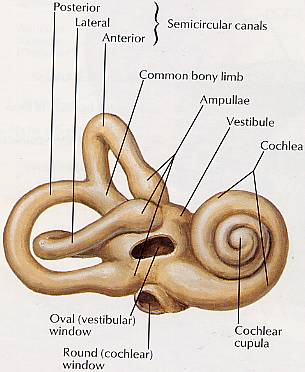 Posterior
Lateral
Anterior
Semicircular canals
Common bony limb
Ampullae
Vestibule
Cochlea
Oval (vestibular)
window
Round (cochlear)
window
Cochlear
cupula